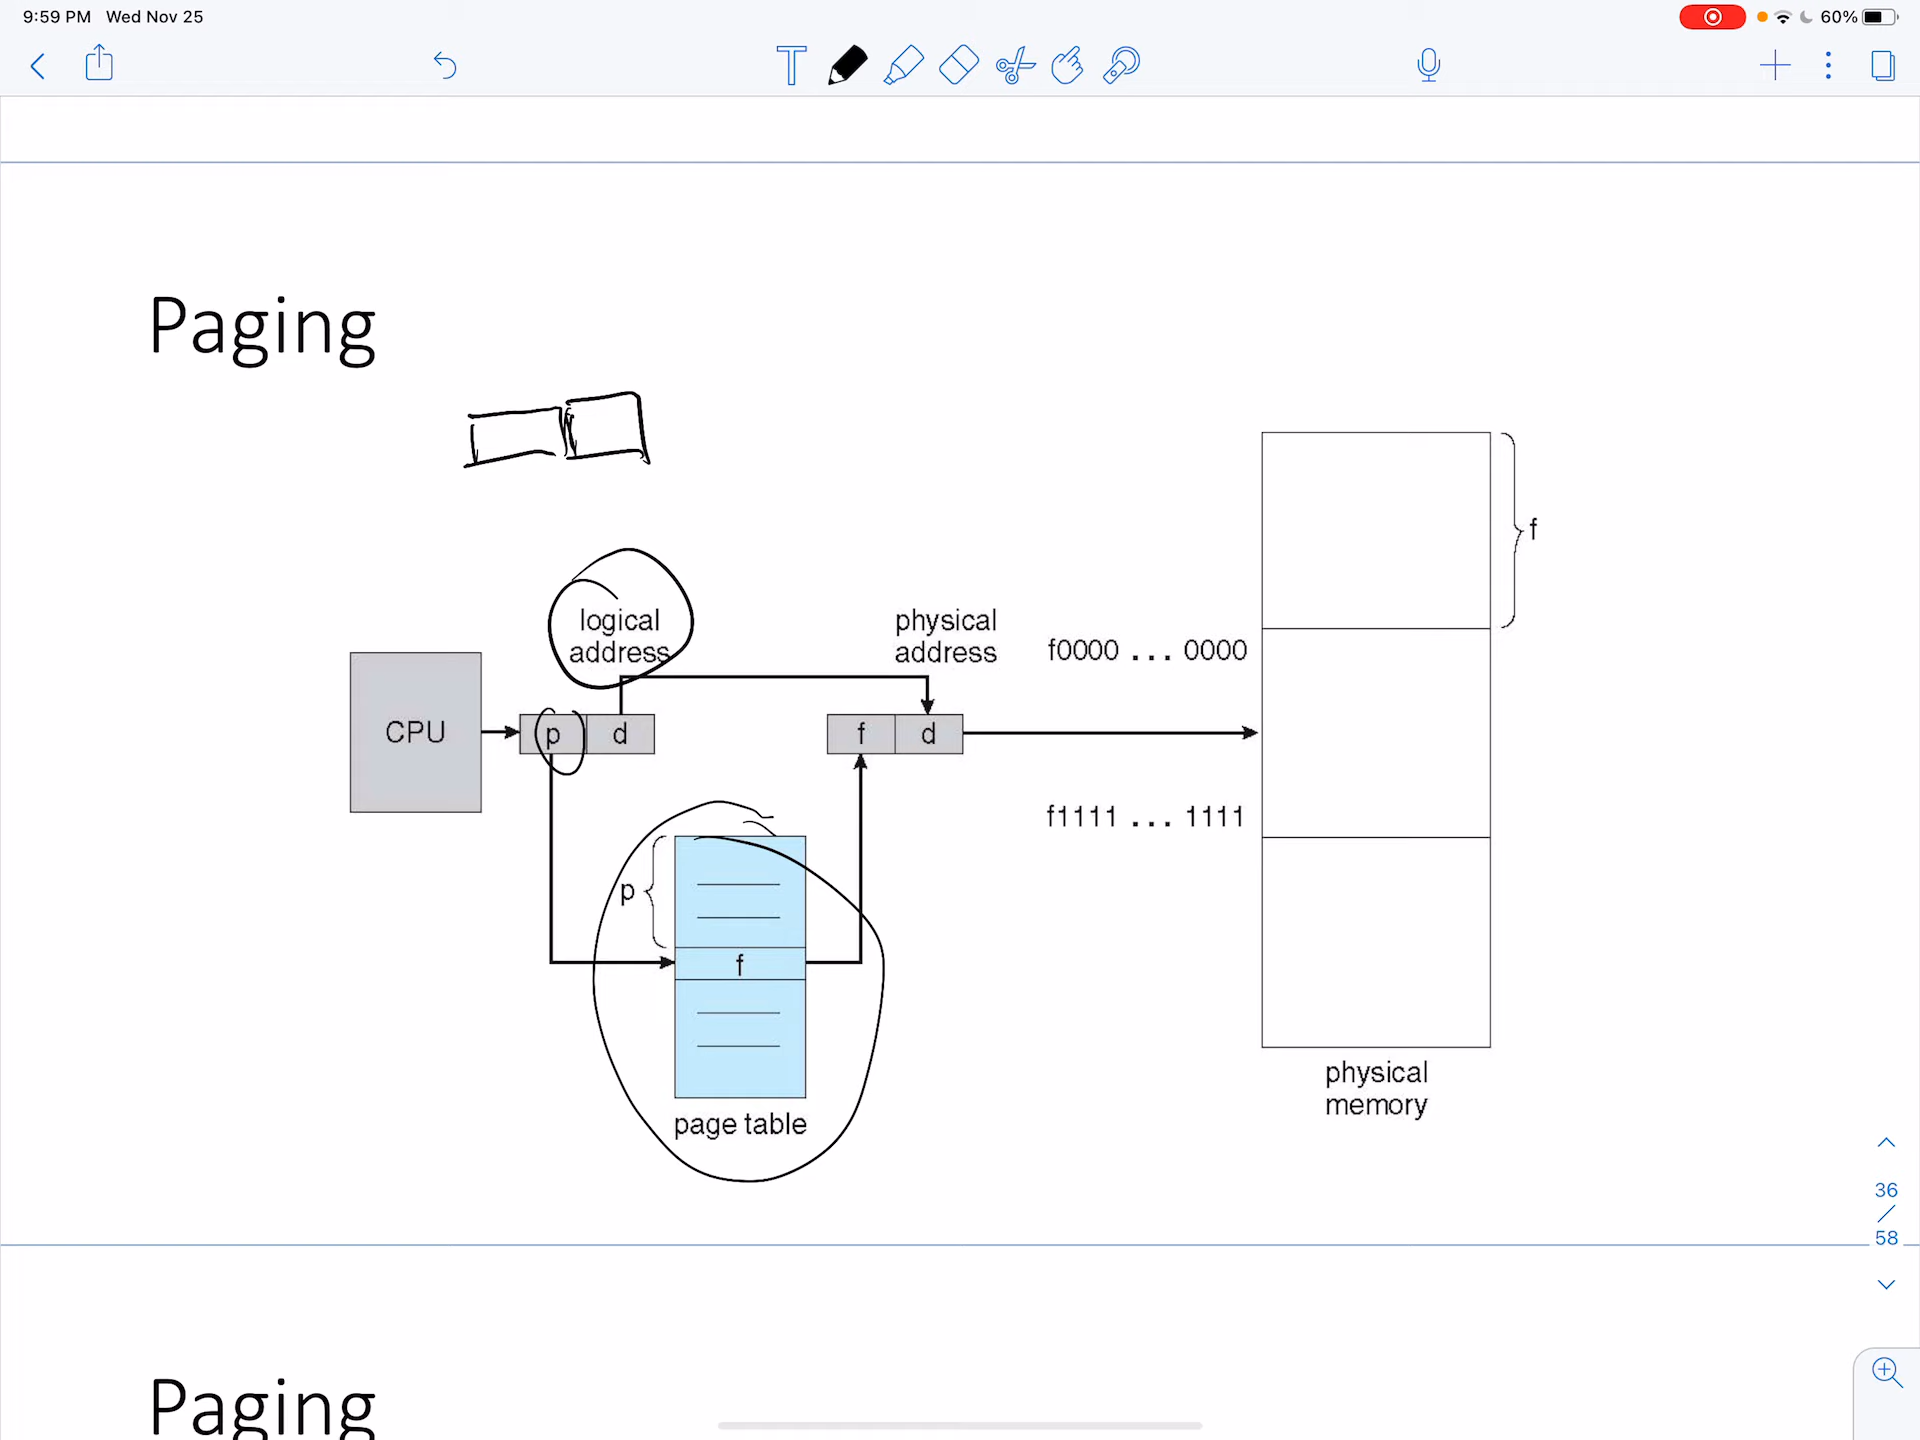 9:59 PM Wed Nov 25
60%
T
Paging
f
logical
address
physical
address
f0000 ... 0000
CPU
p d
f d
f1111 ... 1111
p
f
page table
physical
memory
36
/
58
Paging